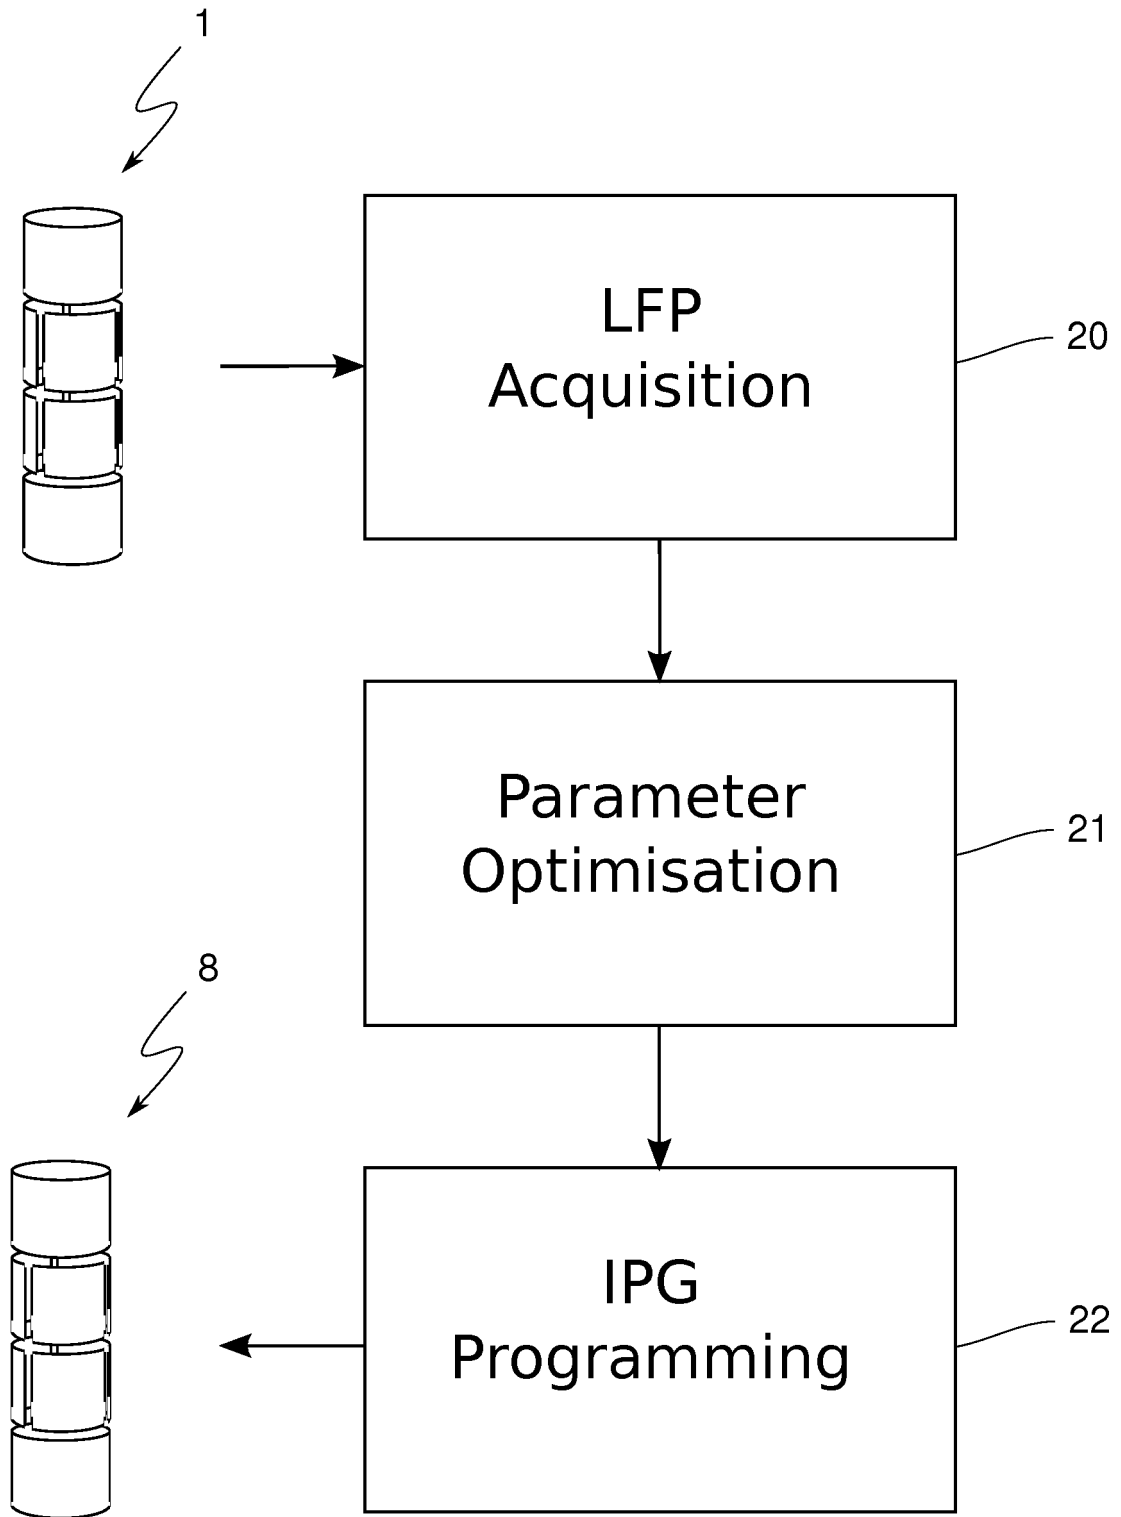 1
LFP
Acquisition
20
Parameter
Optimisation
21
8
IPG
Programming
22